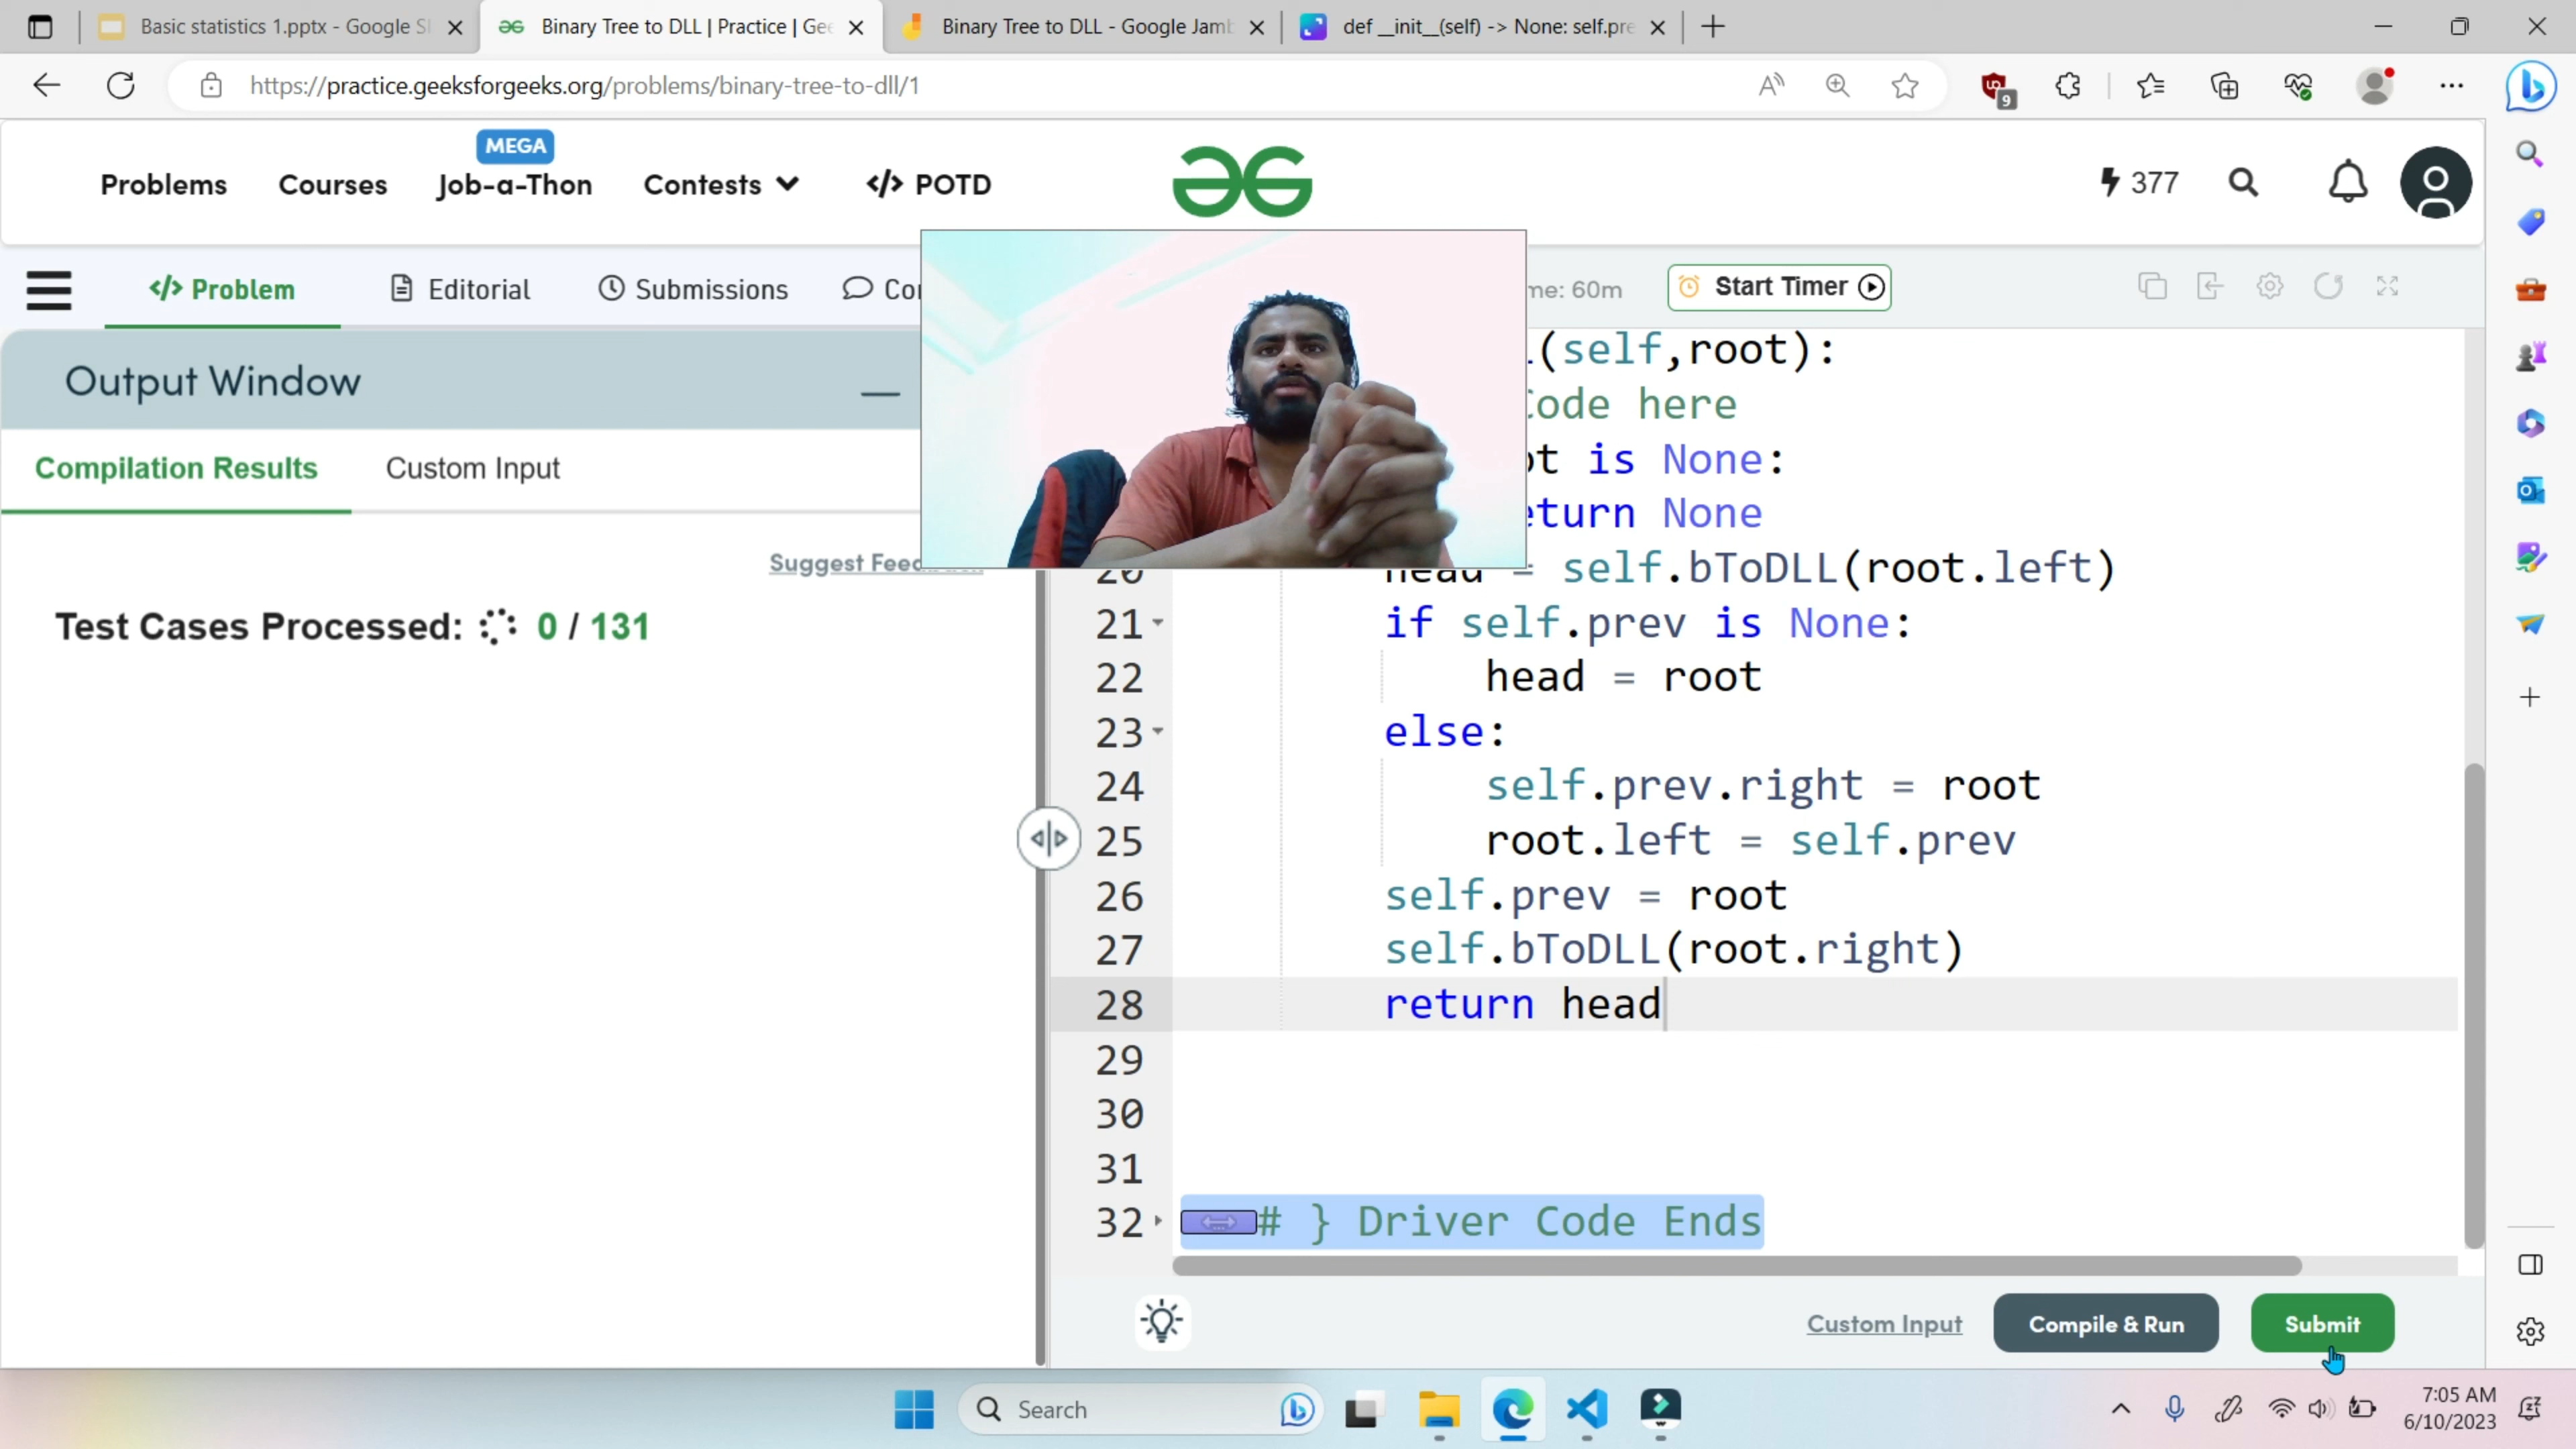 Basic statistics 1.pptx - Google Sl
Binary Tree to DLL | Practice | Gee
Binary Tree to DLL - Google Jamb
def __init__(self) -> None: self.pre
https://practice.geeksforgeeks.org/problems/binary-tree-to-dll/1
9
Problems
Courses
MEGA
Job-a-Thon
Contests
</> POTD
377
</> Problem
Editorial
Submissions
Start Timer
me: 60m
Output Window
Compilation Results
Custom Input
Suggest
Test Cases Processed: 0 / 131
(self,root):
Code here
is None:
return None
20 head = self.bToDLL(root.left)
21 if self.prev is None:
22 head = root
23 else:
24 self.prev.right = root
25 root.left = self.prev
26 self.prev = root
27 self.bToDLL(root.right)
28 return head
29
30
31
32 # } Driver Code Ends
Custom Input
Compile & Run
Submit
Search
7:05 AM
6/10/2023